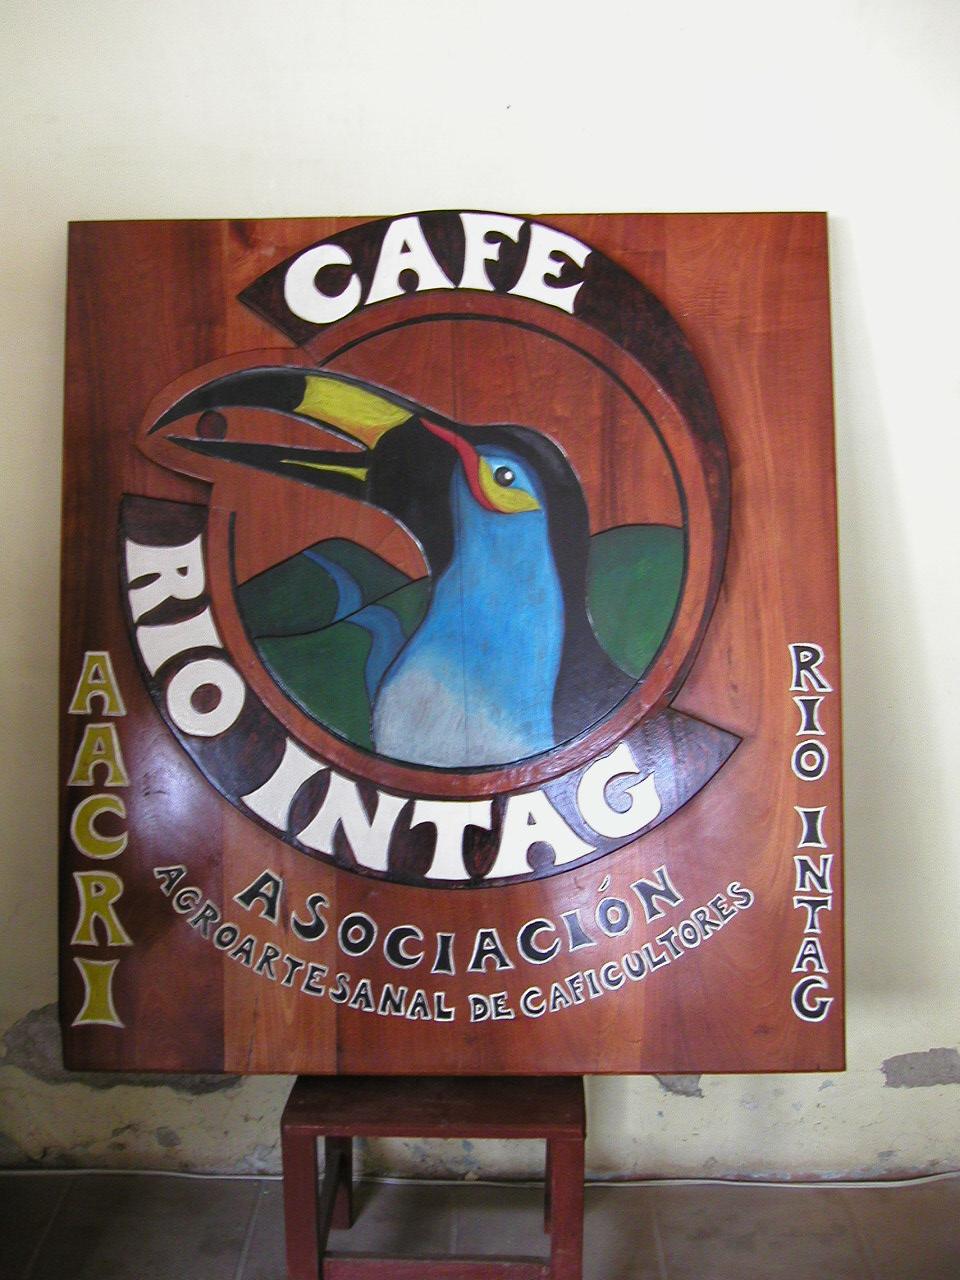 CAFE
RIO INTAG
AACRI
RIO INTAG
ASOCIACIÓN
AGROARTESANAL DE CAFICULTORES